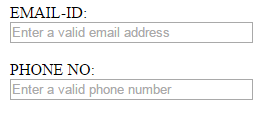 EMAIL-ID:
Enter a valid email address
PHONE NO:
Enter a valid phone number